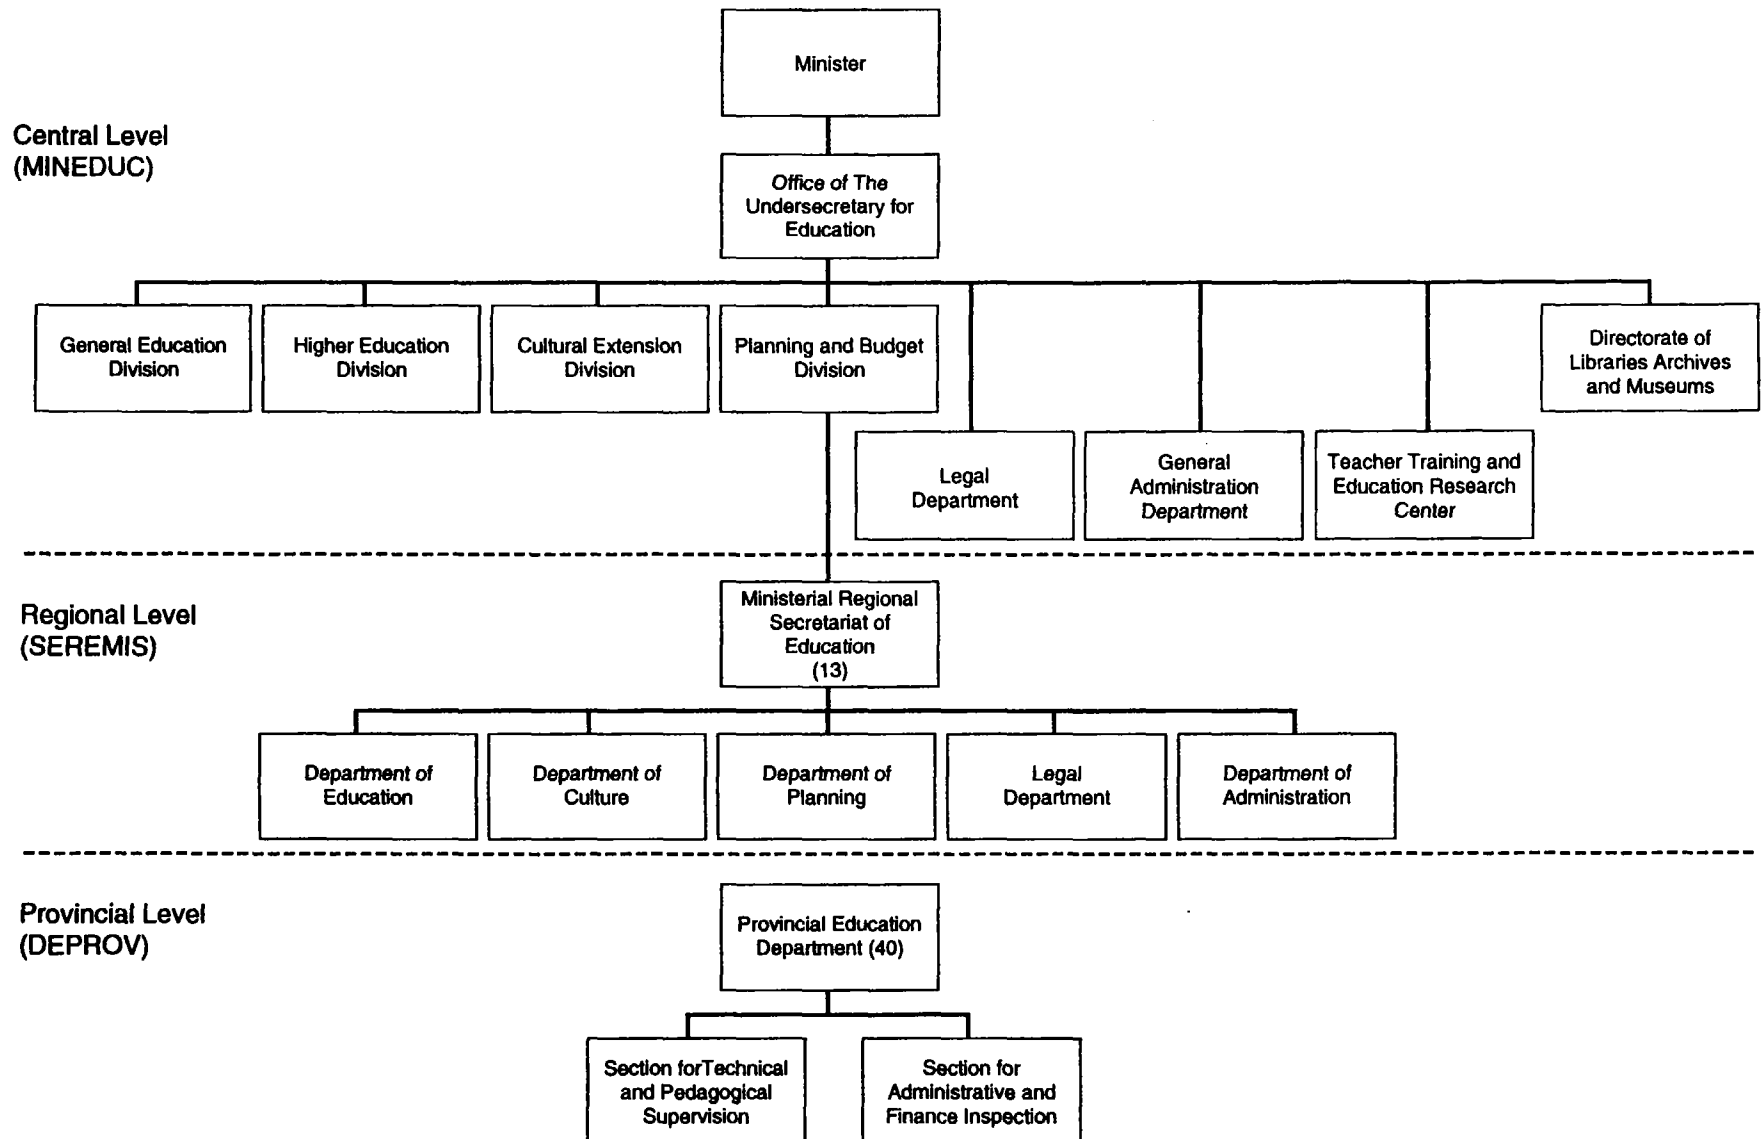 Minister
Central Level
(MINEDUC)
Office of The
Undersecretary for
Education
General Education
Division
Higher Education
Division
Cultural Extension
Division
Planning and Budget
Division
Directorate of
Libraries Archives
and Museums
Legal
Department
General
Administration
Department
Teacher Training and
Education Research
Center
Regional Level
(SEREMIS)
Ministerial Regional
Secretariat of
Education
(13)
Department of
Education
Department of
Culture
Department of
Planning
Legal
Department
Department of
Administration
Provincial Level
(DEPROV)
Provincial Education
Department (40)
Section forTechnical
and Pedagogical
Supervision
Section for
Administrative and
Finance Inspection